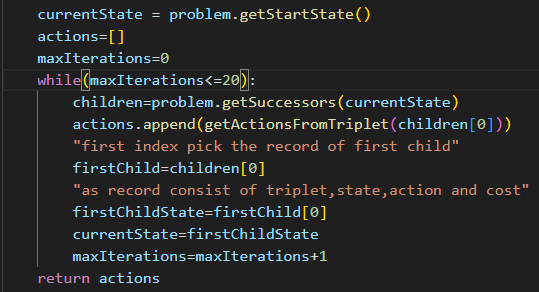 currentState = problem.getStartState()
actions=[]
maxIterations=0
while(maxIterations<=20):
    children=problem.getSuccessors(currentState)
    actions.append(getActionsFromTriplet(children[0]))
    "first index pick the record of first child"
    firstChild=children[0]
    "as record consist of triplet,state,action and cost"
    firstChildState=firstChild[0]
    currentState=firstChildState
    maxIterations=maxIterations+1
return actions